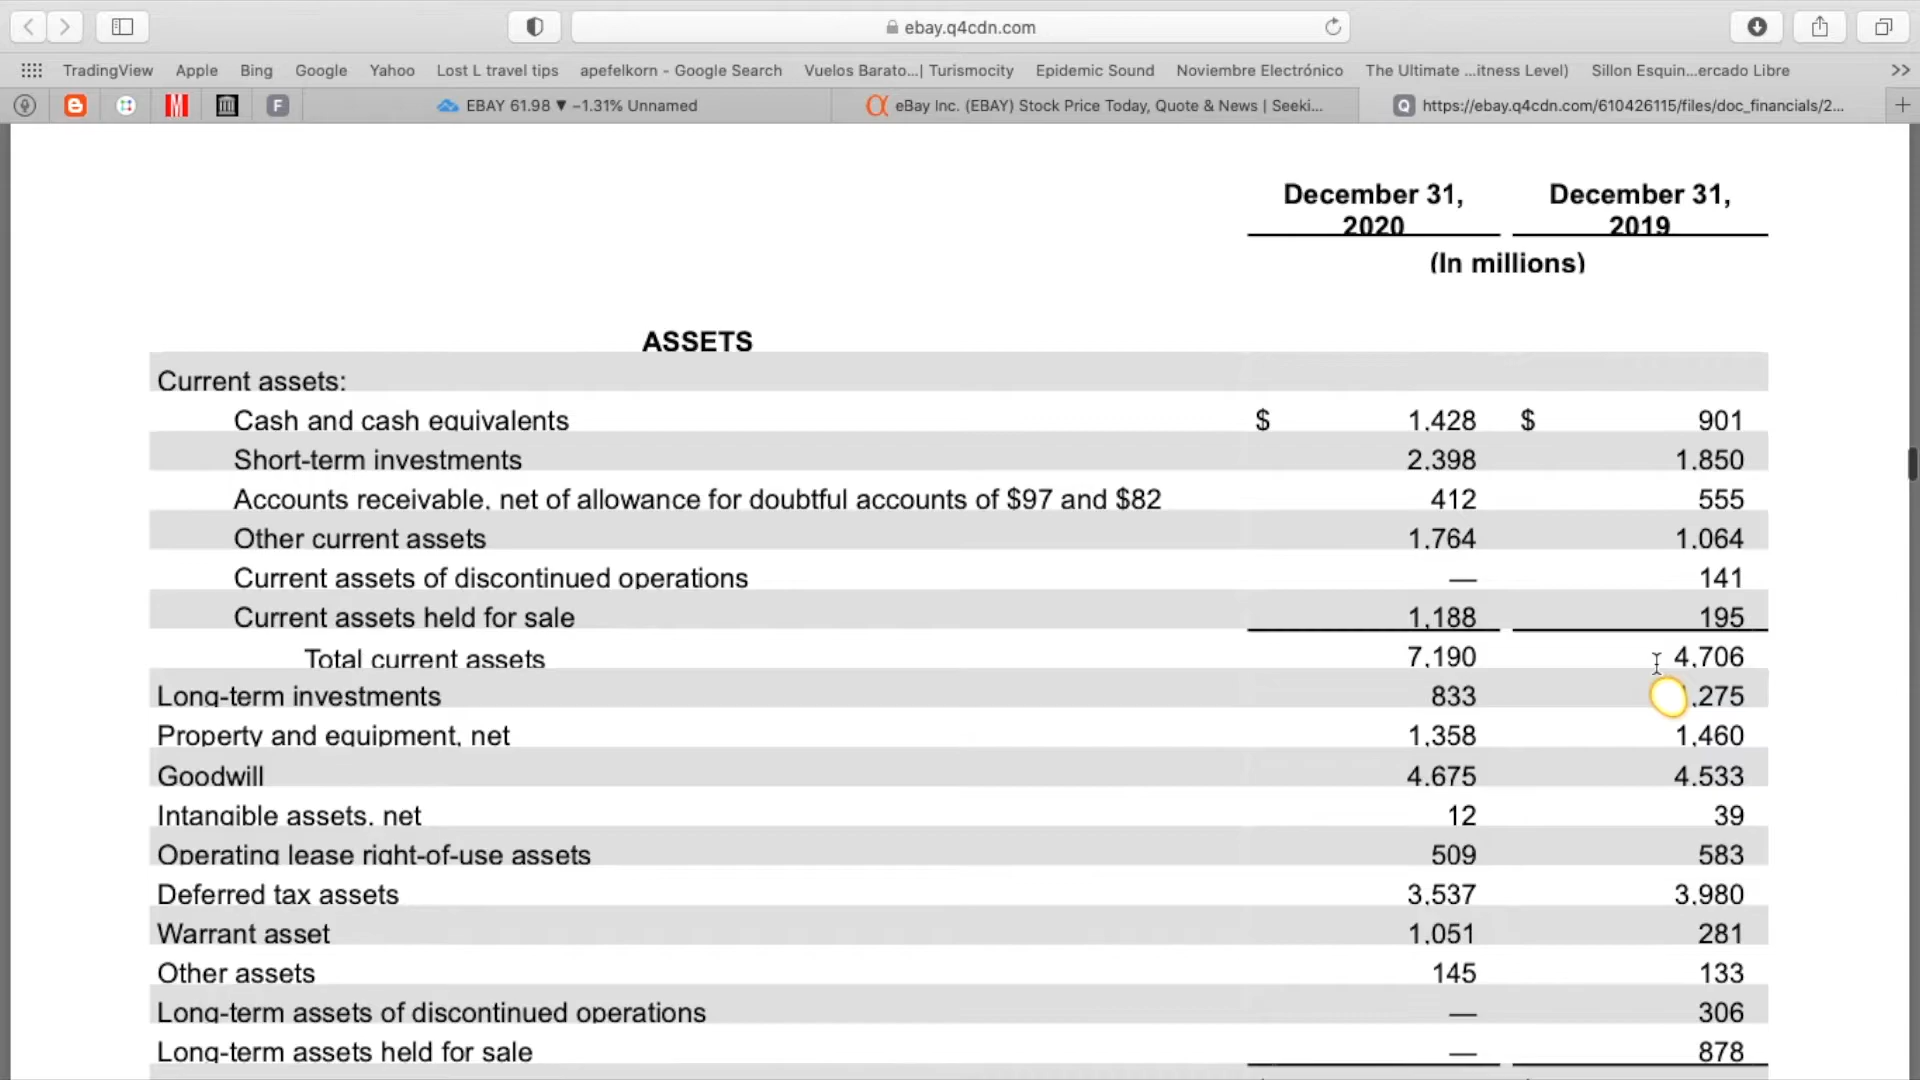 ebay.q4cdn.com
TradingView Apple Bing Google Yahoo Lost L travel tips apefelkorn - Google Search Vuelos Barato...| Turismocity Epidemic Sound Noviembre Electrónico The Ultimate ...itness Level) Sillon Esquin...ercado Libre >>
F EBAY 61.98 ▼ −1.31% Unnamed eBay Inc. (EBAY) Stock Price Today, Quote & News | Seeki... Q https://ebay.q4cdn.com/610426115/files/doc_financials/2...
December 31, December 31,
2020 2019
(In millions)
ASSETS
Current assets:
Cash and cash equivalents $ 1,428 $ 901
Short-term investments 2,398 1,850
Accounts receivable, net of allowance for doubtful accounts of $97 and $82 412 555
Other current assets 1,764 1,064
Current assets of discontinued operations — 141
Current assets held for sale 1,188 195
Total current assets 7,190 4,706
Long-term investments 833 ,275
Property and equipment, net 1,358 1,460
Goodwill 4,675 4,533
Intangible assets, net 12 39
Operating lease right-of-use assets 509 583
Deferred tax assets 3,537 3,980
Warrant asset 1,051 281
Other assets 145 133
Long-term assets of discontinued operations — 306
Long-term assets held for sale — 878